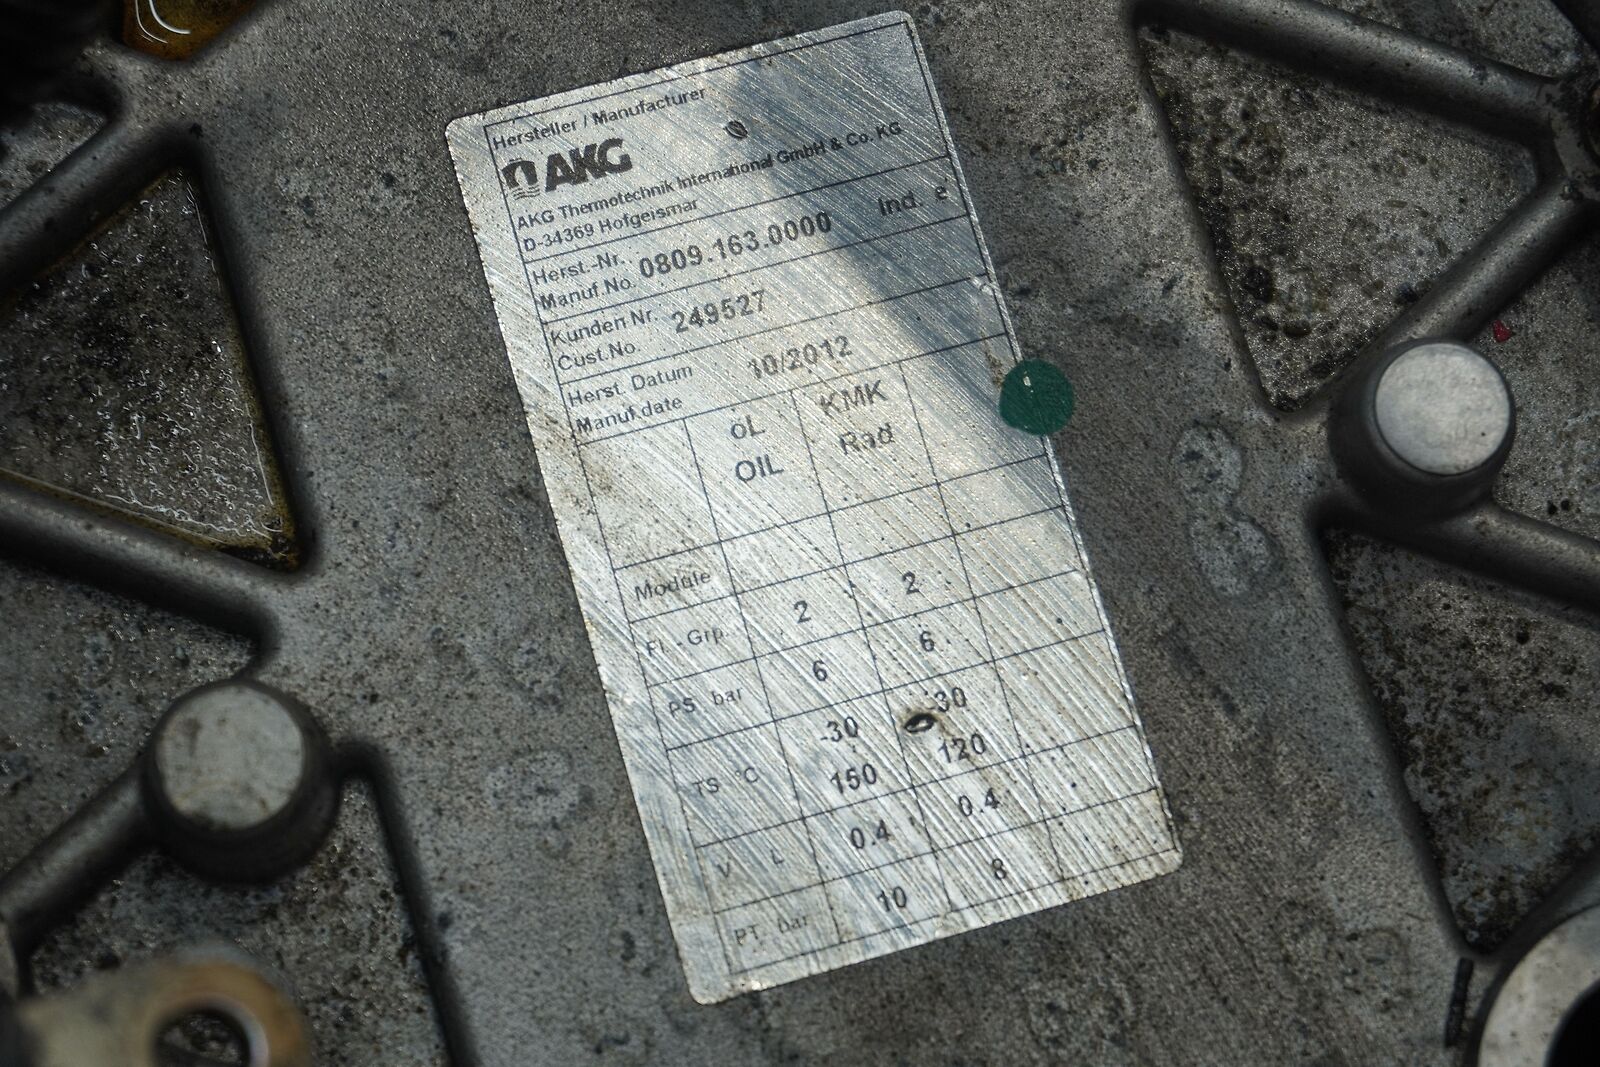 Hersteller / Manufacturer
AKG
AKG Thermotechnik International GmbH & Co. KG
D-34369 Hofgeismar
Herst.-Nr.
Manuf.No. 0809.163.0000 Ind. e
Kunden Nr.
Cust.No. 249527
Herst. Datum 10/2012
Manuf.date
ÖL KMK
OIL Rad
Module
Fl.-Grp. 2 2
PS bar 6 6
TS °C -30 -30
150 120
V L 0.4 0.4
PT bar 10 8